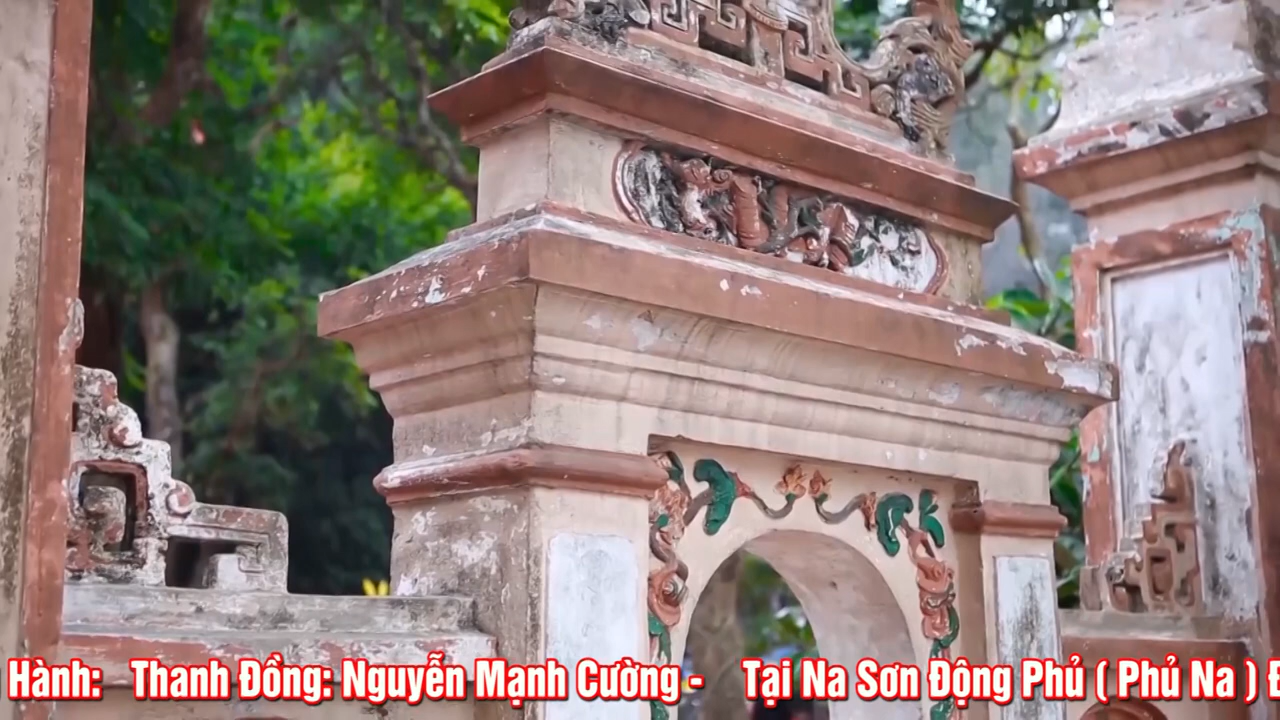 Hành: Thanh Đồng: Nguyễn Mạnh Cường - Tại Na Sơn Động Phủ ( Phủ Na )